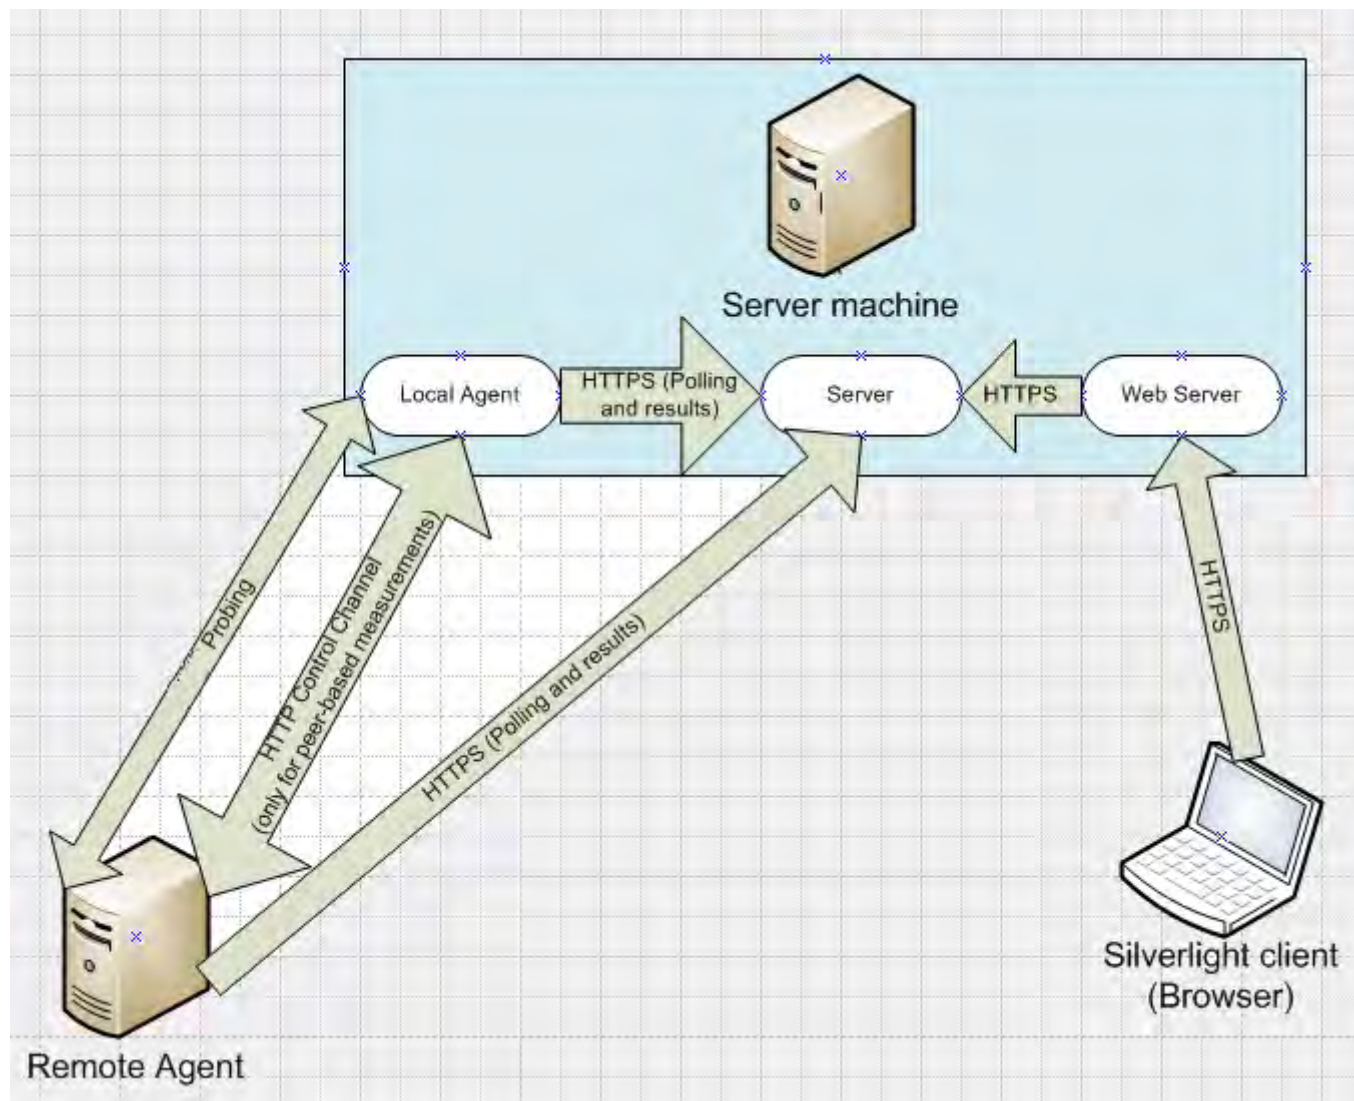 Server machine
Local Agent
HTTPS (Polling
and results)
Server
HTTPS
Web Server
Probing
HTTP Control Channel
(only for peer-based measurements)
HTTPS (Polling and results)
HTTPS
Silverlight client
(Browser)
Remote Agent